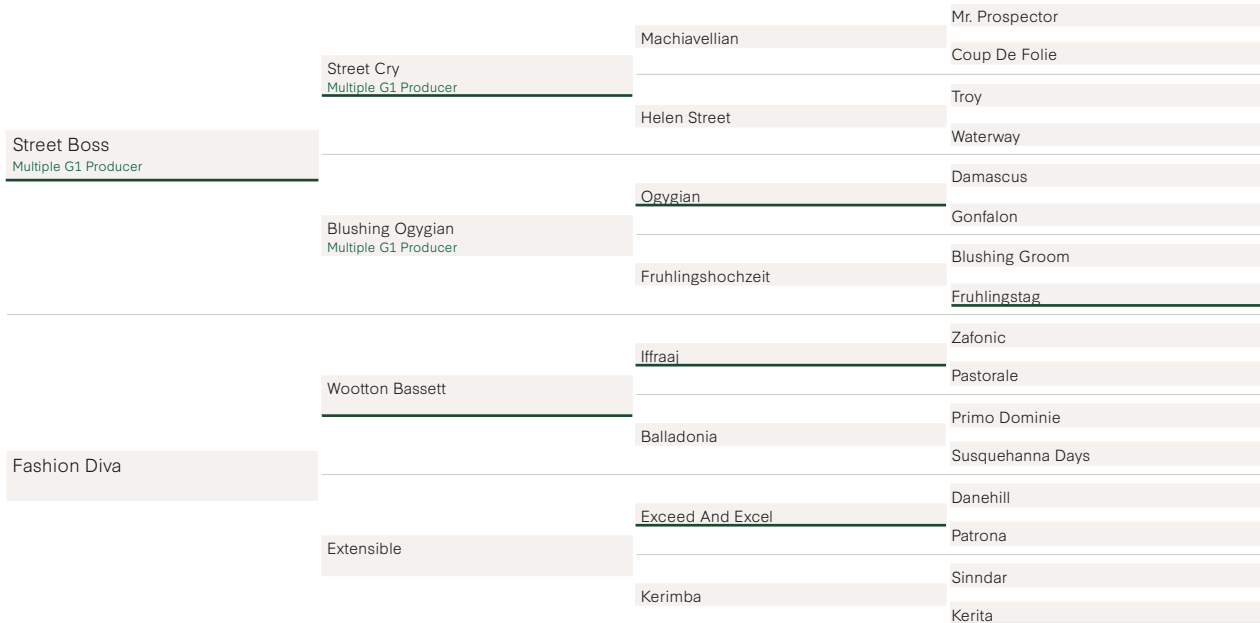 Street Boss
Multiple G1 Producer
Fashion Diva
Street Cry
Multiple G1 Producer
Blushing Ogygian
Multiple G1 Producer
Wootton Bassett
Extensible
Machiavellian
Helen Street
Ogygian
Fruhlingshochzeit
Iffraaj
Balladonia
Exceed And Excel
Kerimba
Mr. Prospector
Coup De Folie
Troy
Waterway
Damascus
Gonfalon
Blushing Groom
Fruhlingstag
Zafonic
Pastorale
Primo Dominie
Susquehanna Days
Danehill
Patrona
Sinndar
Kerita